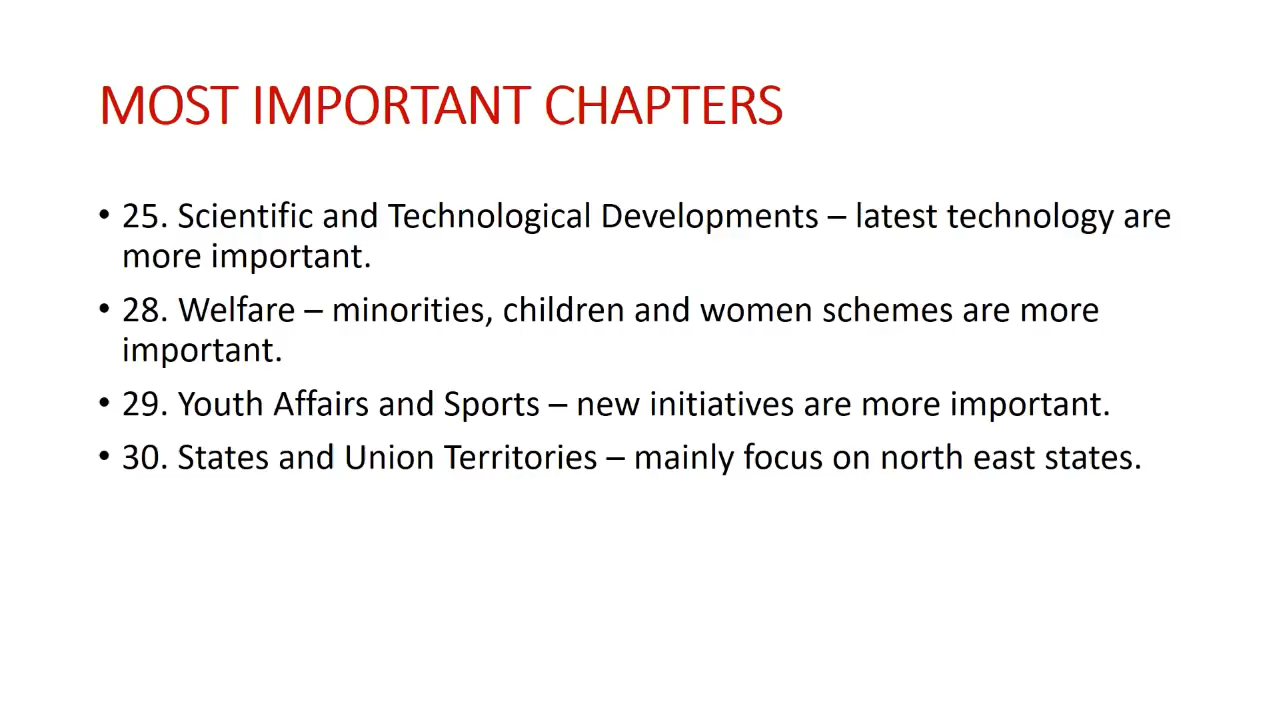 MOST IMPORTANT CHAPTERS
• 25. Scientific and Technological Developments – latest technology are
more important.
• 28. Welfare – minorities, children and women schemes are more
important.
• 29. Youth Affairs and Sports – new initiatives are more important.
• 30. States and Union Territories – mainly focus on north east states.